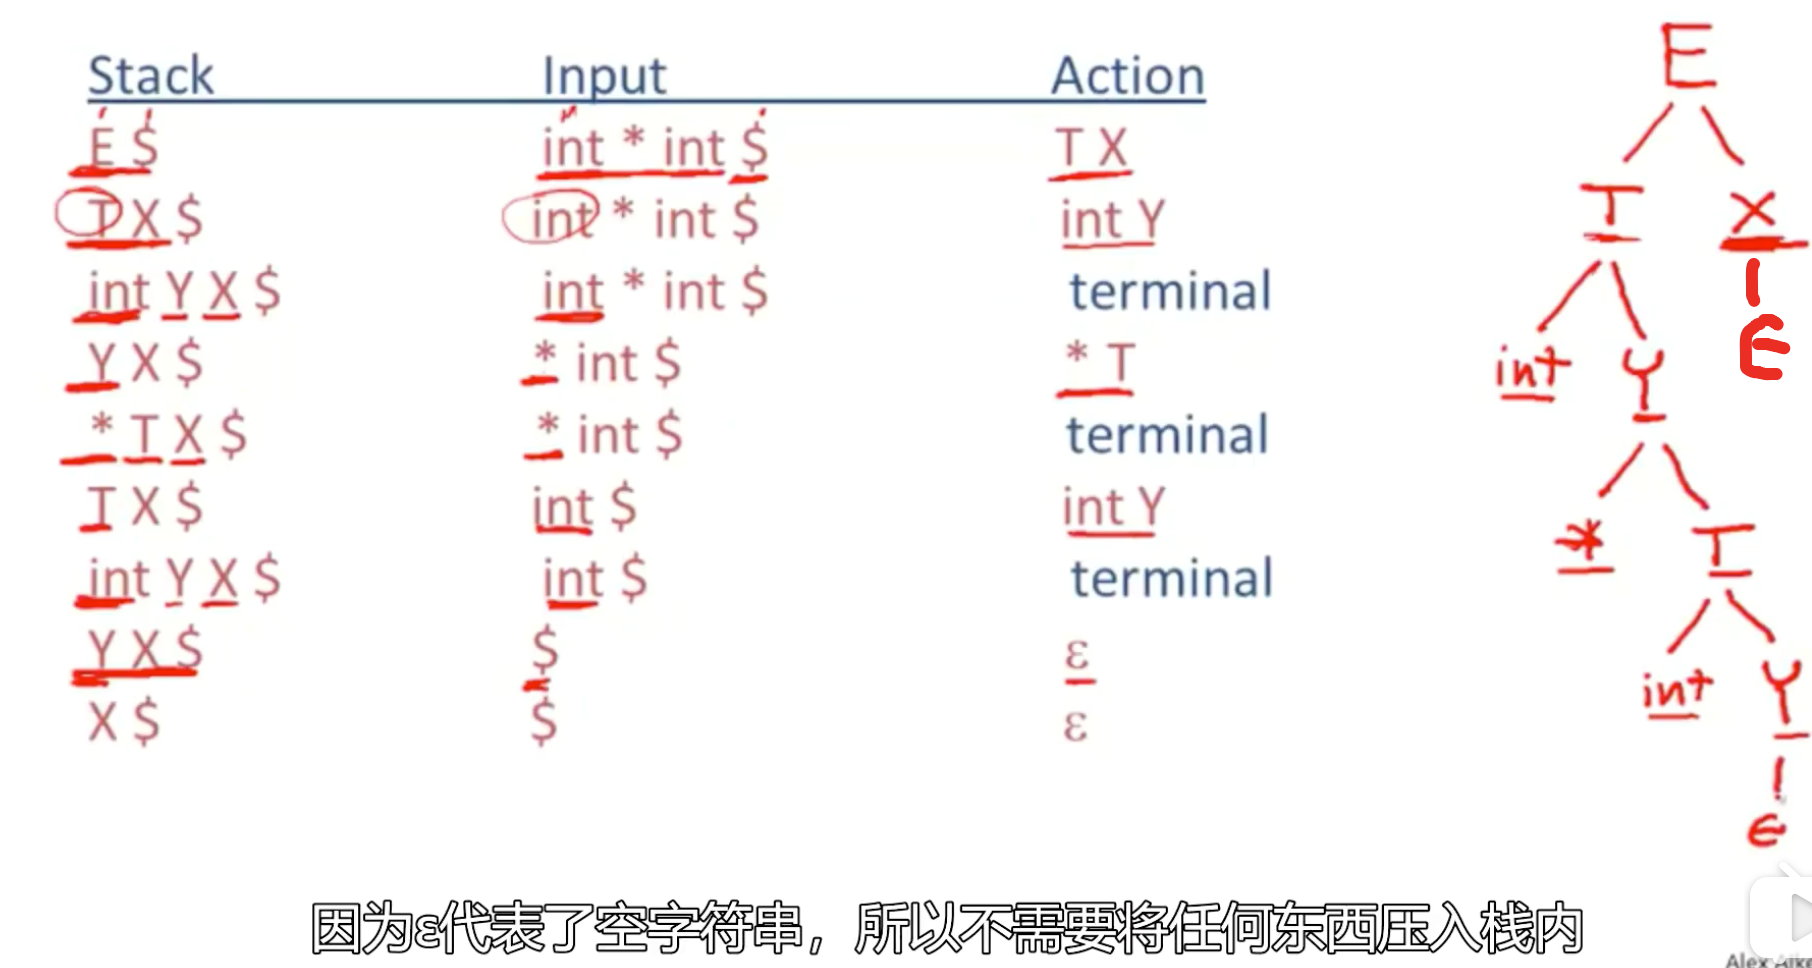 Stack Input Action
E $ int * int $ T X
T X $ int * int $ int Y
int Y X $ int * int $ terminal
Y X $ * int $ * T
* T X $ * int $ terminal
T X $ int $ int Y
int Y X $ int $ terminal
Y X $ $ ε
X $ $ ε
E
T X
int Y ε
* T
int Y
ε
因为ε代表了空字符串，所以不需要将任何东西压入栈内
Alex